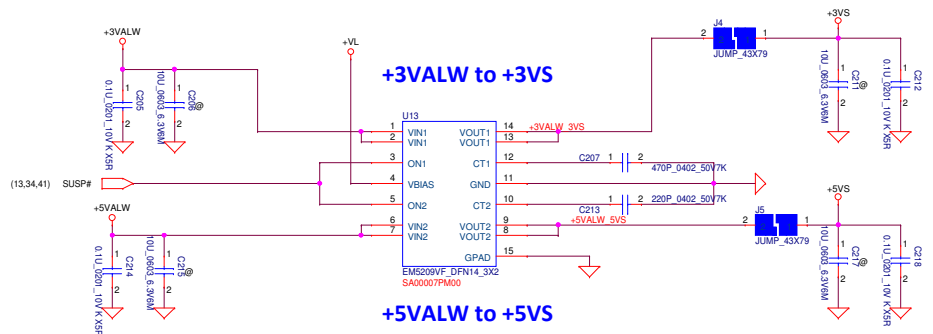 +3VALW
+VL
+3VALW to +3VS
J4
2
1
JUMP_43X79
+3VS
1
2
C205
0.1U_0201_10V K X5R
1
2
C206
@
10U_0603_6.3V6M
1
2
C211
@
10U_0603_6.3V6M
1
2
C212
0.1U_0201_10V K X5R
U13
1 VIN1
2 VIN1
3 ON1
4 VBIAS
5 ON2
6 VIN2
7 VIN2
VOUT1 14 +3VALW_3VS
VOUT1 13
CT1 12
GND 11
CT2 10
VOUT2 9 +5VALW_5VS
VOUT2 8
GPAD 15
EM5209VF_DFN14_3X2
SA00007PM00
C207 1 2
470P_0402_50V7K
C213 1 2
220P_0402_50V7K
(13,34,41) SUSP#
+5VALW
1
2
C214
0.1U_0201_10V K X5R
1
2
C215
@
10U_0603_6.3V6M
J5
2
1
JUMP_43X79
+5VS
1
2
C217
@
10U_0603_6.3V6M
1
2
C218
0.1U_0201_10V K X5R
+5VALW to +5VS